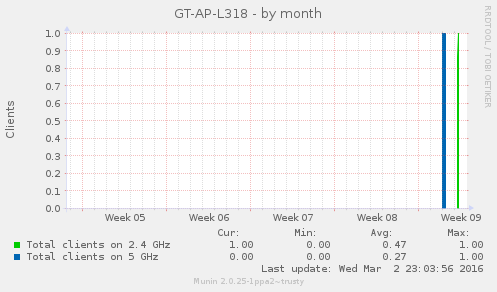 GT-AP-L318 - by month
RRDTOOL / TOBI OETIKER
Clients
1.0
0.9
0.8
0.7
0.6
0.5
0.4
0.3
0.2
0.1
0.0
Week 05 Week 06 Week 07 Week 08 Week 09
Cur: Min: Avg: Max:
Total clients on 2.4 GHz 1.00 0.00 0.47 1.00
Total clients on 5 GHz 0.00 0.00 0.27 1.00
Last update: Wed Mar 2 23:03:56 2016
Munin 2.0.25-1ppa2~trusty